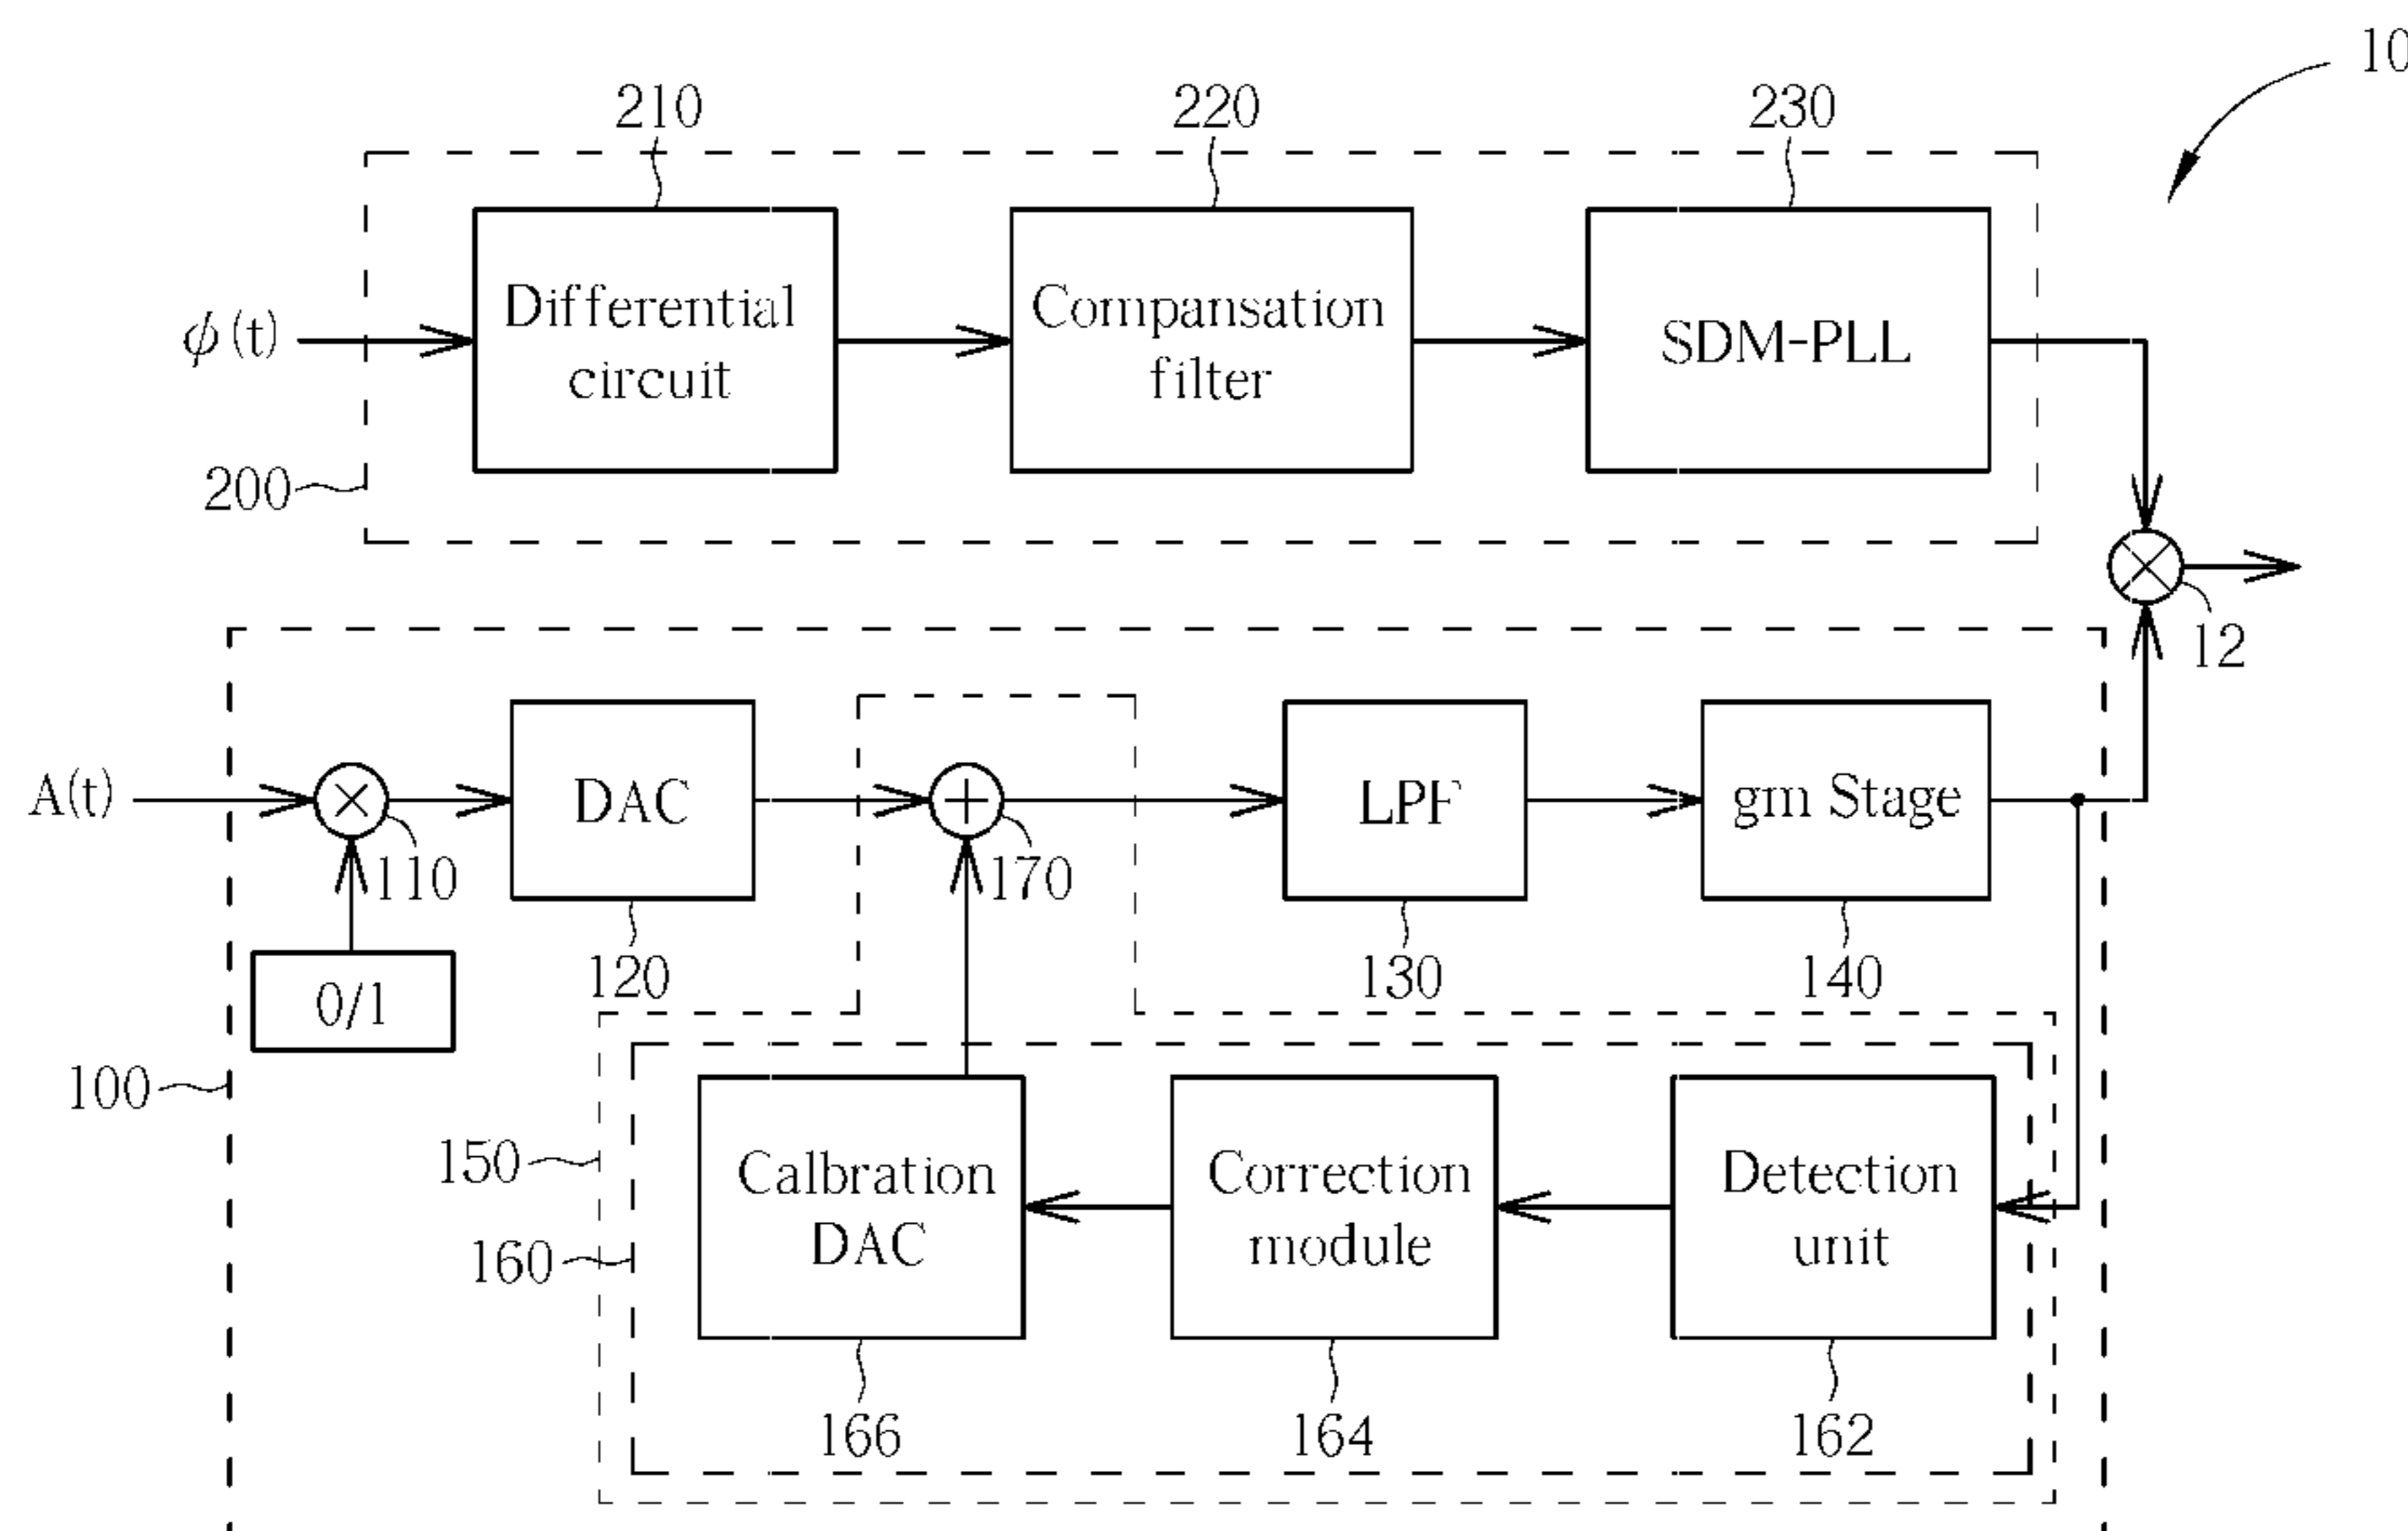 10
210
220
230
Differential
circuit
Compansation
filter
SDM-PLL
ϕ(t)
200
12
A(t)
DAC
LPF
gm Stage
110
170
120
130
140
0/1
100
150
160
Calbration
DAC
Correction
module
Detection
unit
166
164
162